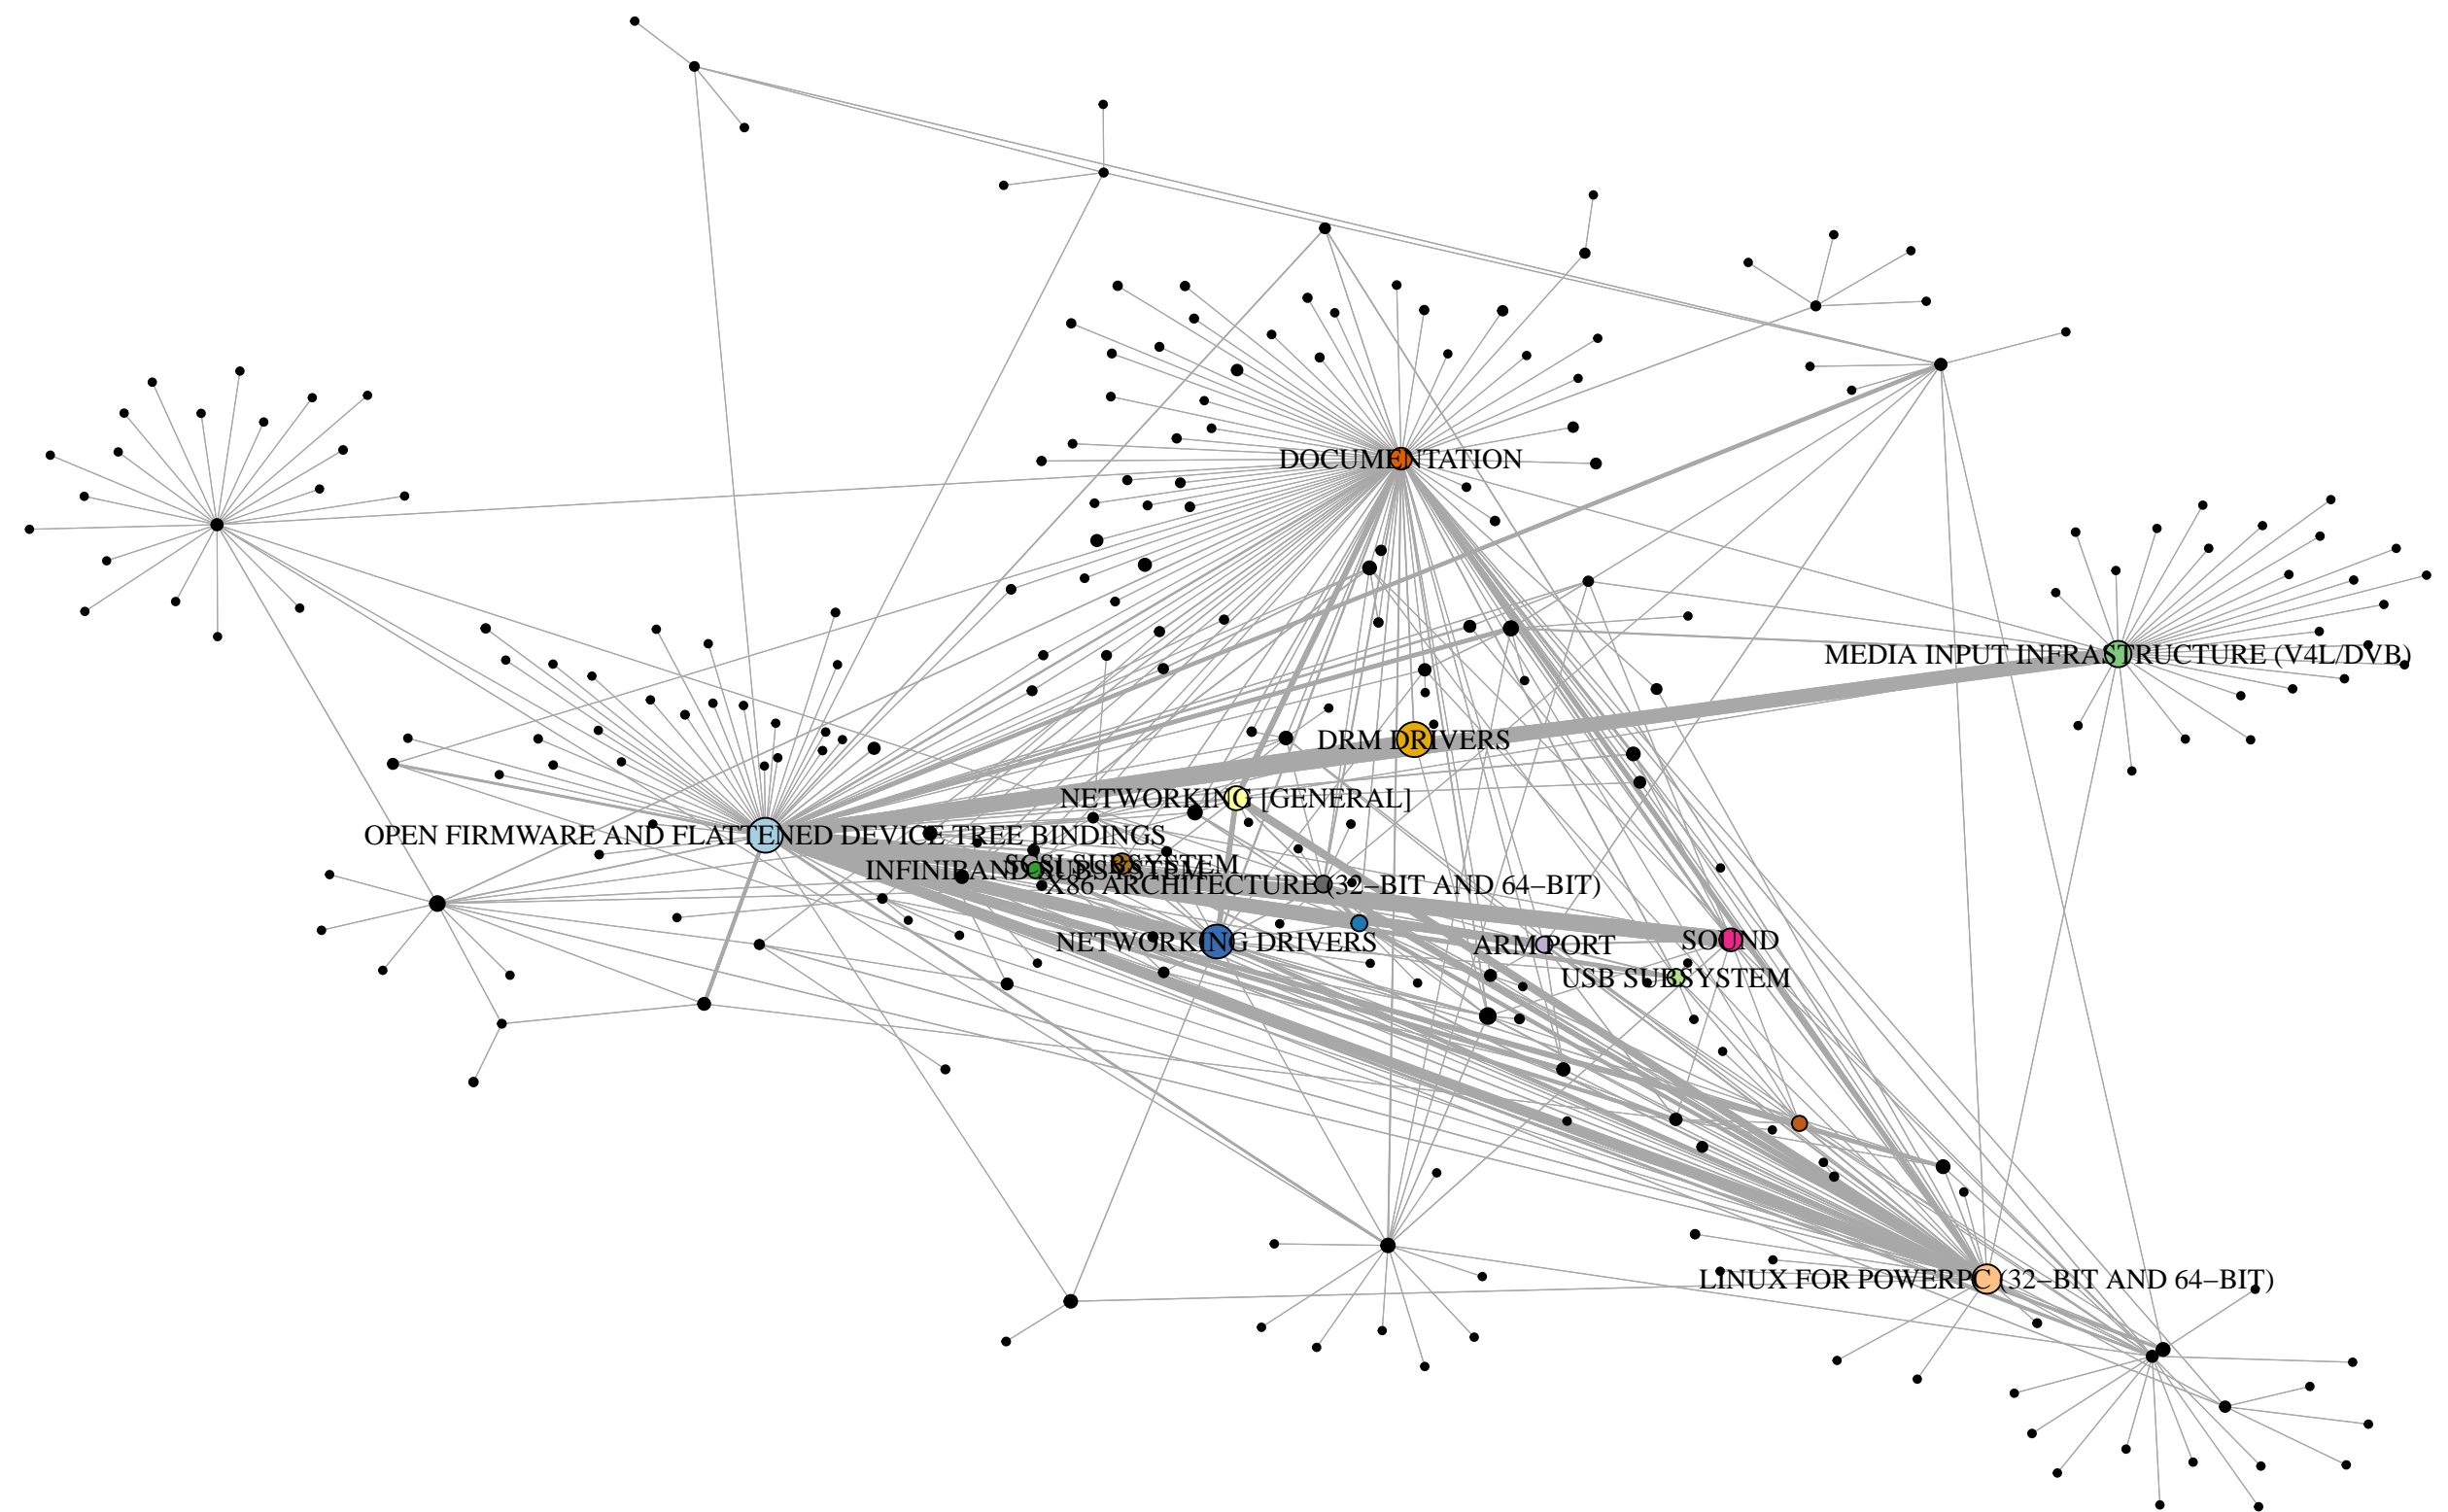 DOCUMENTATION
MEDIA INPUT INFRASTRUCTURE (V4L/DVB)
DRM DRIVERS
NETWORKING [GENERAL]
OPEN FIRMWARE AND FLATTENED DEVICE TREE BINDINGS
SCSI SUBSYSTEM
INFINIBAND SUBSYSTEM
X86 ARCHITECTURE (32−BIT AND 64−BIT)
NETWORKING DRIVERS
ARM PORT
SOUND
USB SUBSYSTEM
LINUX FOR POWERPC (32−BIT AND 64−BIT)